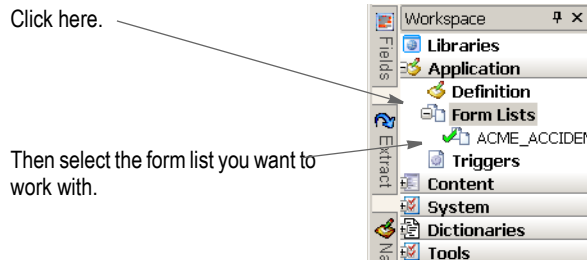 Click here.
Then select the form list you want to
work with.
Workspace
Libraries
Application
Definition
Form Lists
ACME_ACCIDEN
Triggers
Content
System
Dictionaries
Tools
Fields
Extract
Na